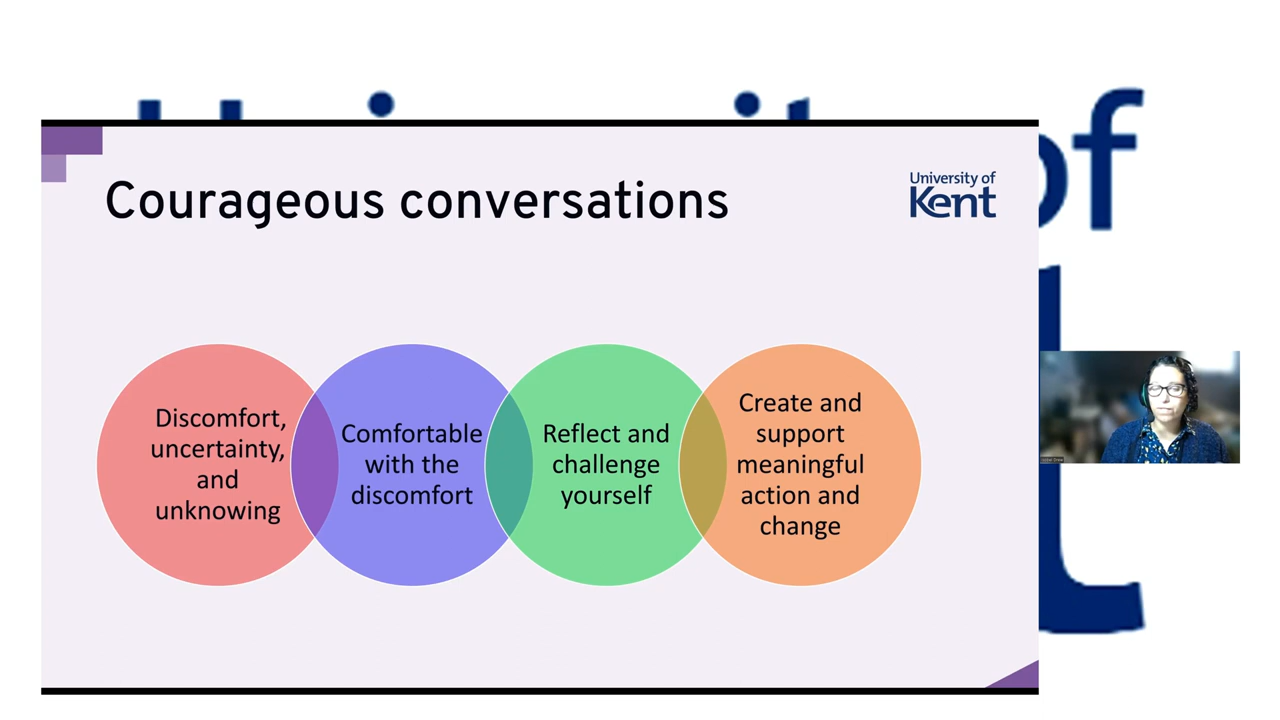 Courageous conversations
University of
Kent
Discomfort,
uncertainty,
and
unknowing
Comfortable
with the
discomfort
Reflect and
challenge
yourself
Create and
support
meaningful
action and
change
of